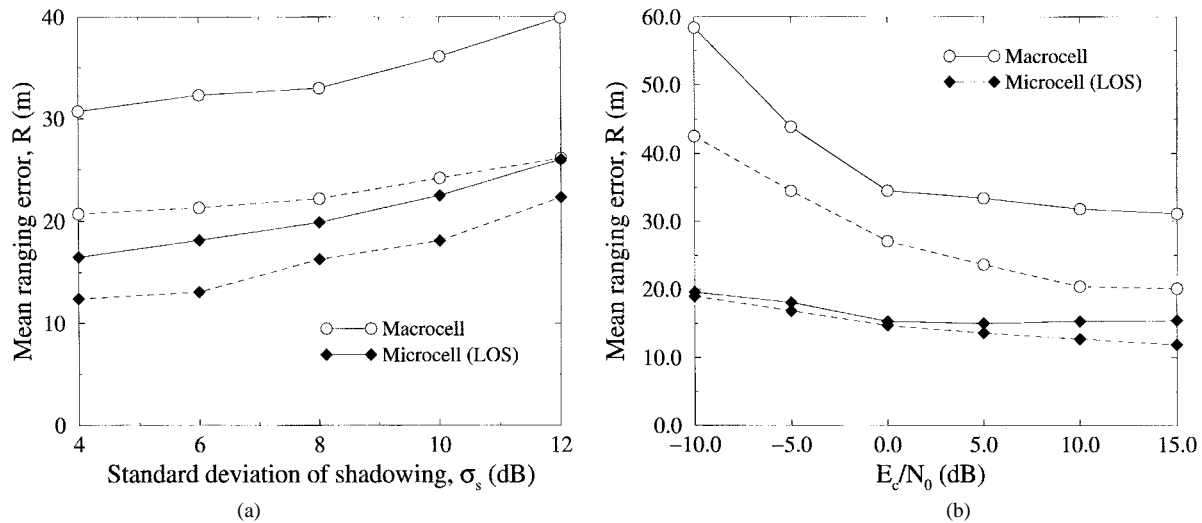 40
30
20
10
0
Mean ranging error, R (m)
Macrocell
Microcell (LOS)
4 6 8 10 12
Standard deviation of shadowing, σs (dB)
(a)
60.0
50.0
40.0
30.0
20.0
10.0
0.0
Mean ranging error, R (m)
Macrocell
Microcell (LOS)
−10.0 −5.0 0.0 5.0 10.0 15.0
Ec/N0 (dB)
(b)